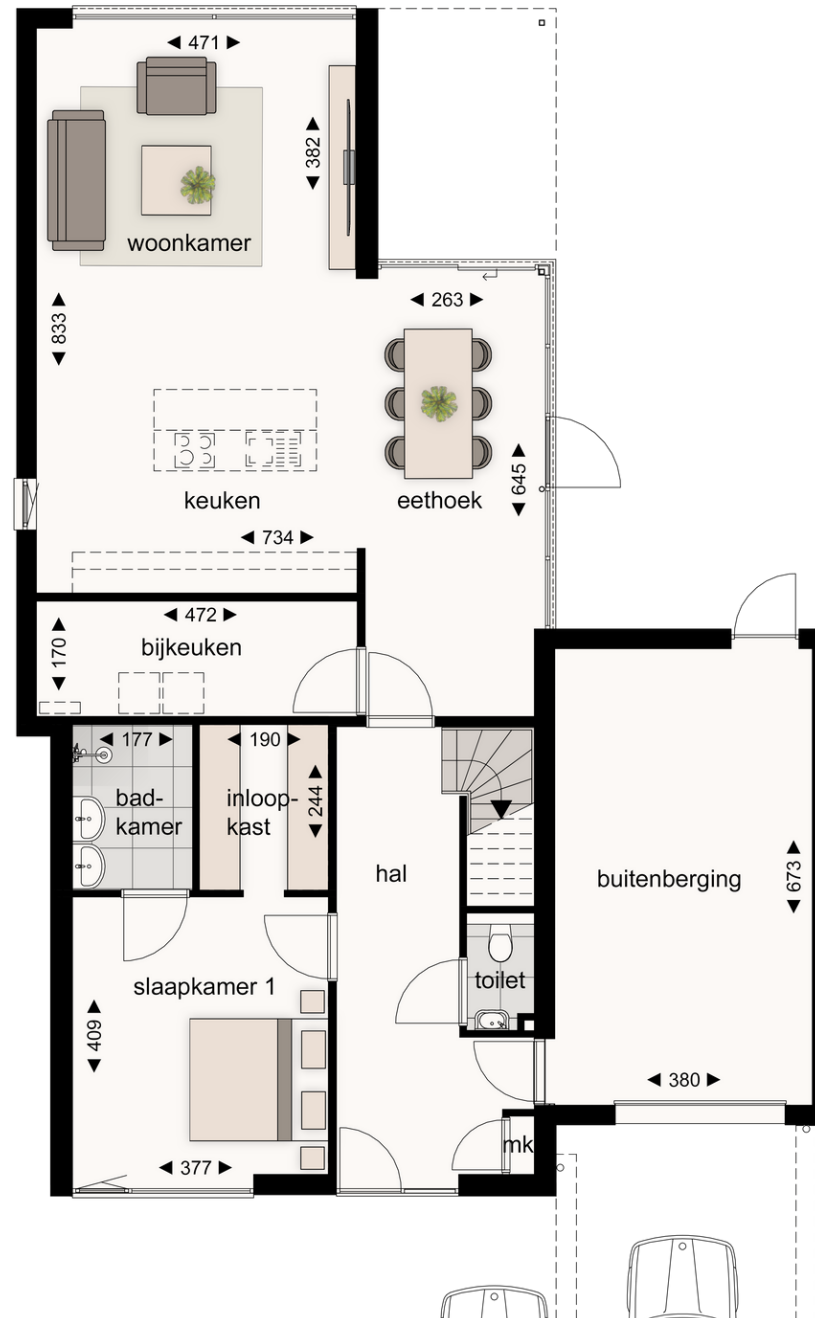 471
382
woonkamer
263
833
645
keuken
eethoek
734
472
170
bijkeuken
177
190
244
bad-
kamer
inloop-
kast
hal
buitenberging
673
slaapkamer 1
toilet
409
380
377
mk